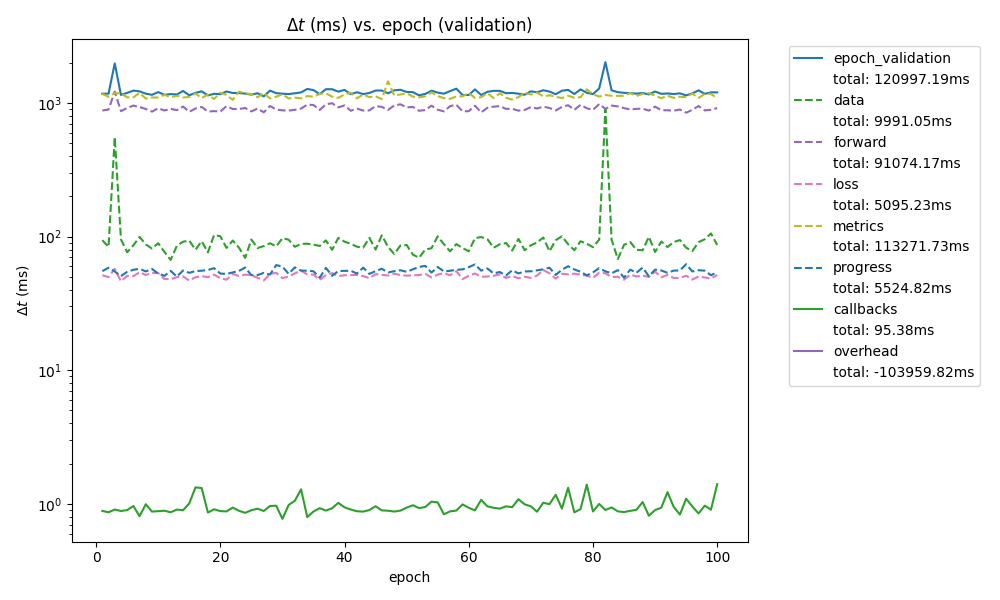 Δt (ms) vs. epoch (validation)
Δt (ms)
10³
10²
10¹
10⁰
0
20
40
60
80
100
epoch
epoch_validation
total: 120997.19ms
data
total: 9991.05ms
forward
total: 91074.17ms
loss
total: 5095.23ms
metrics
total: 113271.73ms
progress
total: 5524.82ms
callbacks
total: 95.38ms
overhead
total: -103959.82ms